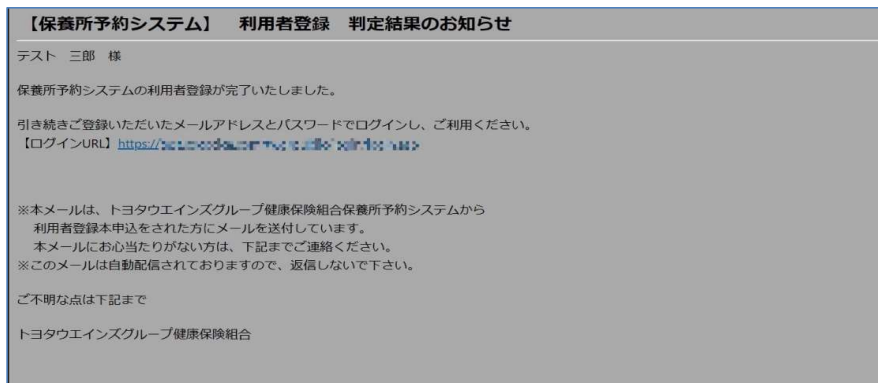 【保養所予約システム】　利用者登録　判定結果のお知らせ
テスト　三郎　様
保養所予約システムの利用者登録が完了いたしました。
引き続きご登録いただいたメールアドレスとパスワードでログインし、ご利用ください。
【ログインURL】 https://
※本メールは、トヨタウエインズグループ健康保険組合保養所予約システムから
利用者登録本申込をされた方にメールを送付しています。
本メールにお心当たりがない方は、下記までご連絡ください。
※このメールは自動配信されておりますので、返信しないで下さい。
ご不明な点は下記まで
トヨタウエインズグループ健康保険組合